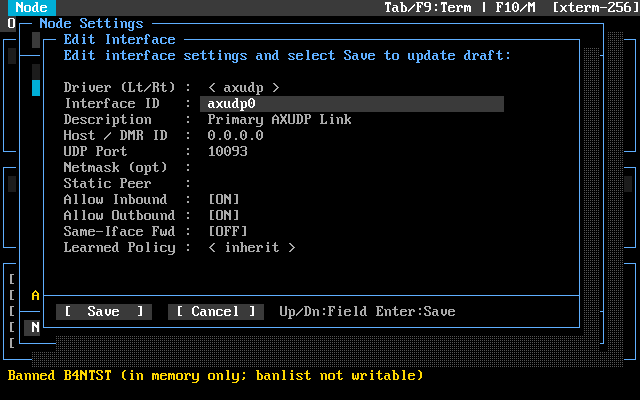 Node Tab/F9:Term | F10/M [xterm-256]
O Node Settings
Edit Interface
Edit interface settings and select Save to update draft:
Driver (Lt/Rt) : < axudp >
Interface ID : axudp0
Description : Primary AXUDP Link
Host / DMR ID : 0.0.0.0
UDP Port : 10093
Netmask (opt) :
Static Peer :
Allow Inbound : [ON]
Allow Outbound : [ON]
Same-Iface Fwd : [OFF]
Learned Policy : < inherit >
[
[ A
[ [ Save ] [ Cancel ] Up/Dn:Field Enter:Save
[ N
[
Banned B4NTST (in memory only; banlist not writable)